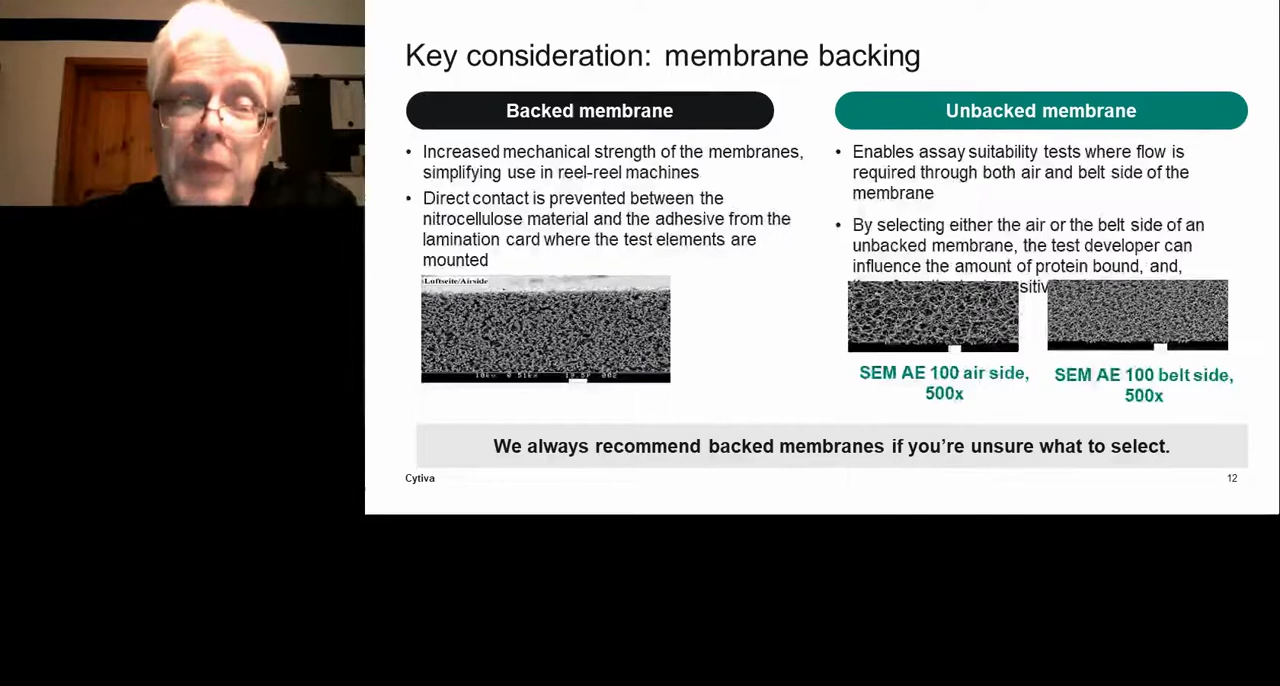 Key consideration: membrane backing
Backed membrane
• Increased mechanical strength of the membranes,
simplifying use in reel-reel machines
• Direct contact is prevented between the
nitrocellulose material and the adhesive from the
lamination card where the test elements are
mounted
Luftseite/Airside
Unbacked membrane
• Enables assay suitability tests where flow is
required through both air and belt side of the
membrane
• By selecting either the air or the belt side of an
unbacked membrane, the test developer can
influence the amount of protein bound, and,
SEM AE 100 air side,
500x
SEM AE 100 belt side,
500x
We always recommend backed membranes if you’re unsure what to select.
Cytiva
12